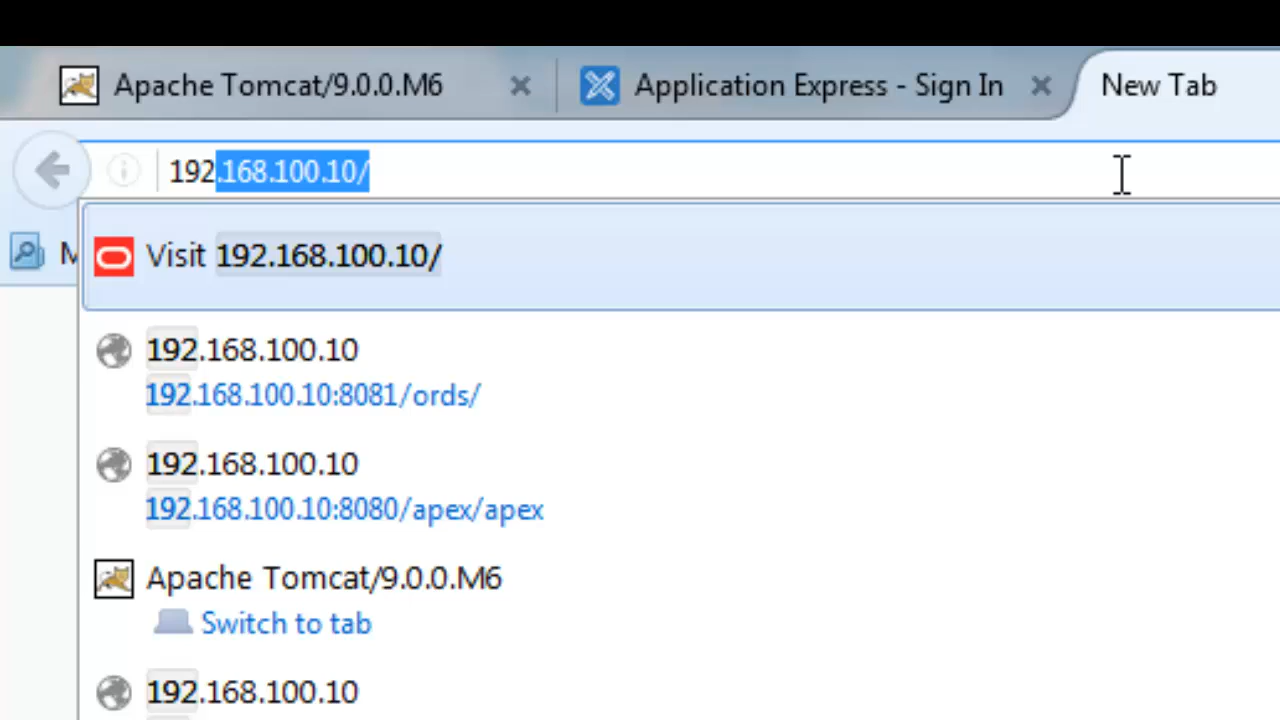 Apache Tomcat/9.0.0.M6
Application Express - Sign In
New Tab
192.168.100.10/
M
Visit 192.168.100.10/
192.168.100.10
192.168.100.10:8081/ords/
192.168.100.10
192.168.100.10:8080/apex/apex
Apache Tomcat/9.0.0.M6
Switch to tab
192.168.100.10